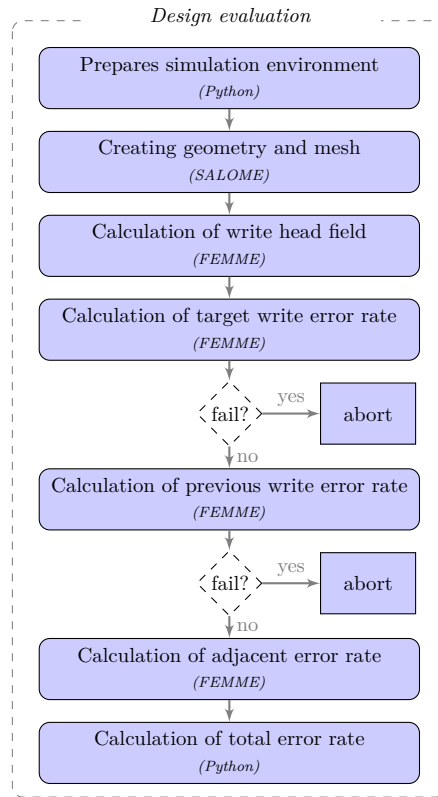 Design evaluation
Prepares simulation environment
(Python)
Creating geometry and mesh
(SALOME)
Calculation of write head field
(FEMME)
Calculation of target write error rate
(FEMME)
fail?
yes
abort
no
Calculation of previous write error rate
(FEMME)
fail?
yes
abort
no
Calculation of adjacent error rate
(FEMME)
Calculation of total error rate
(Python)